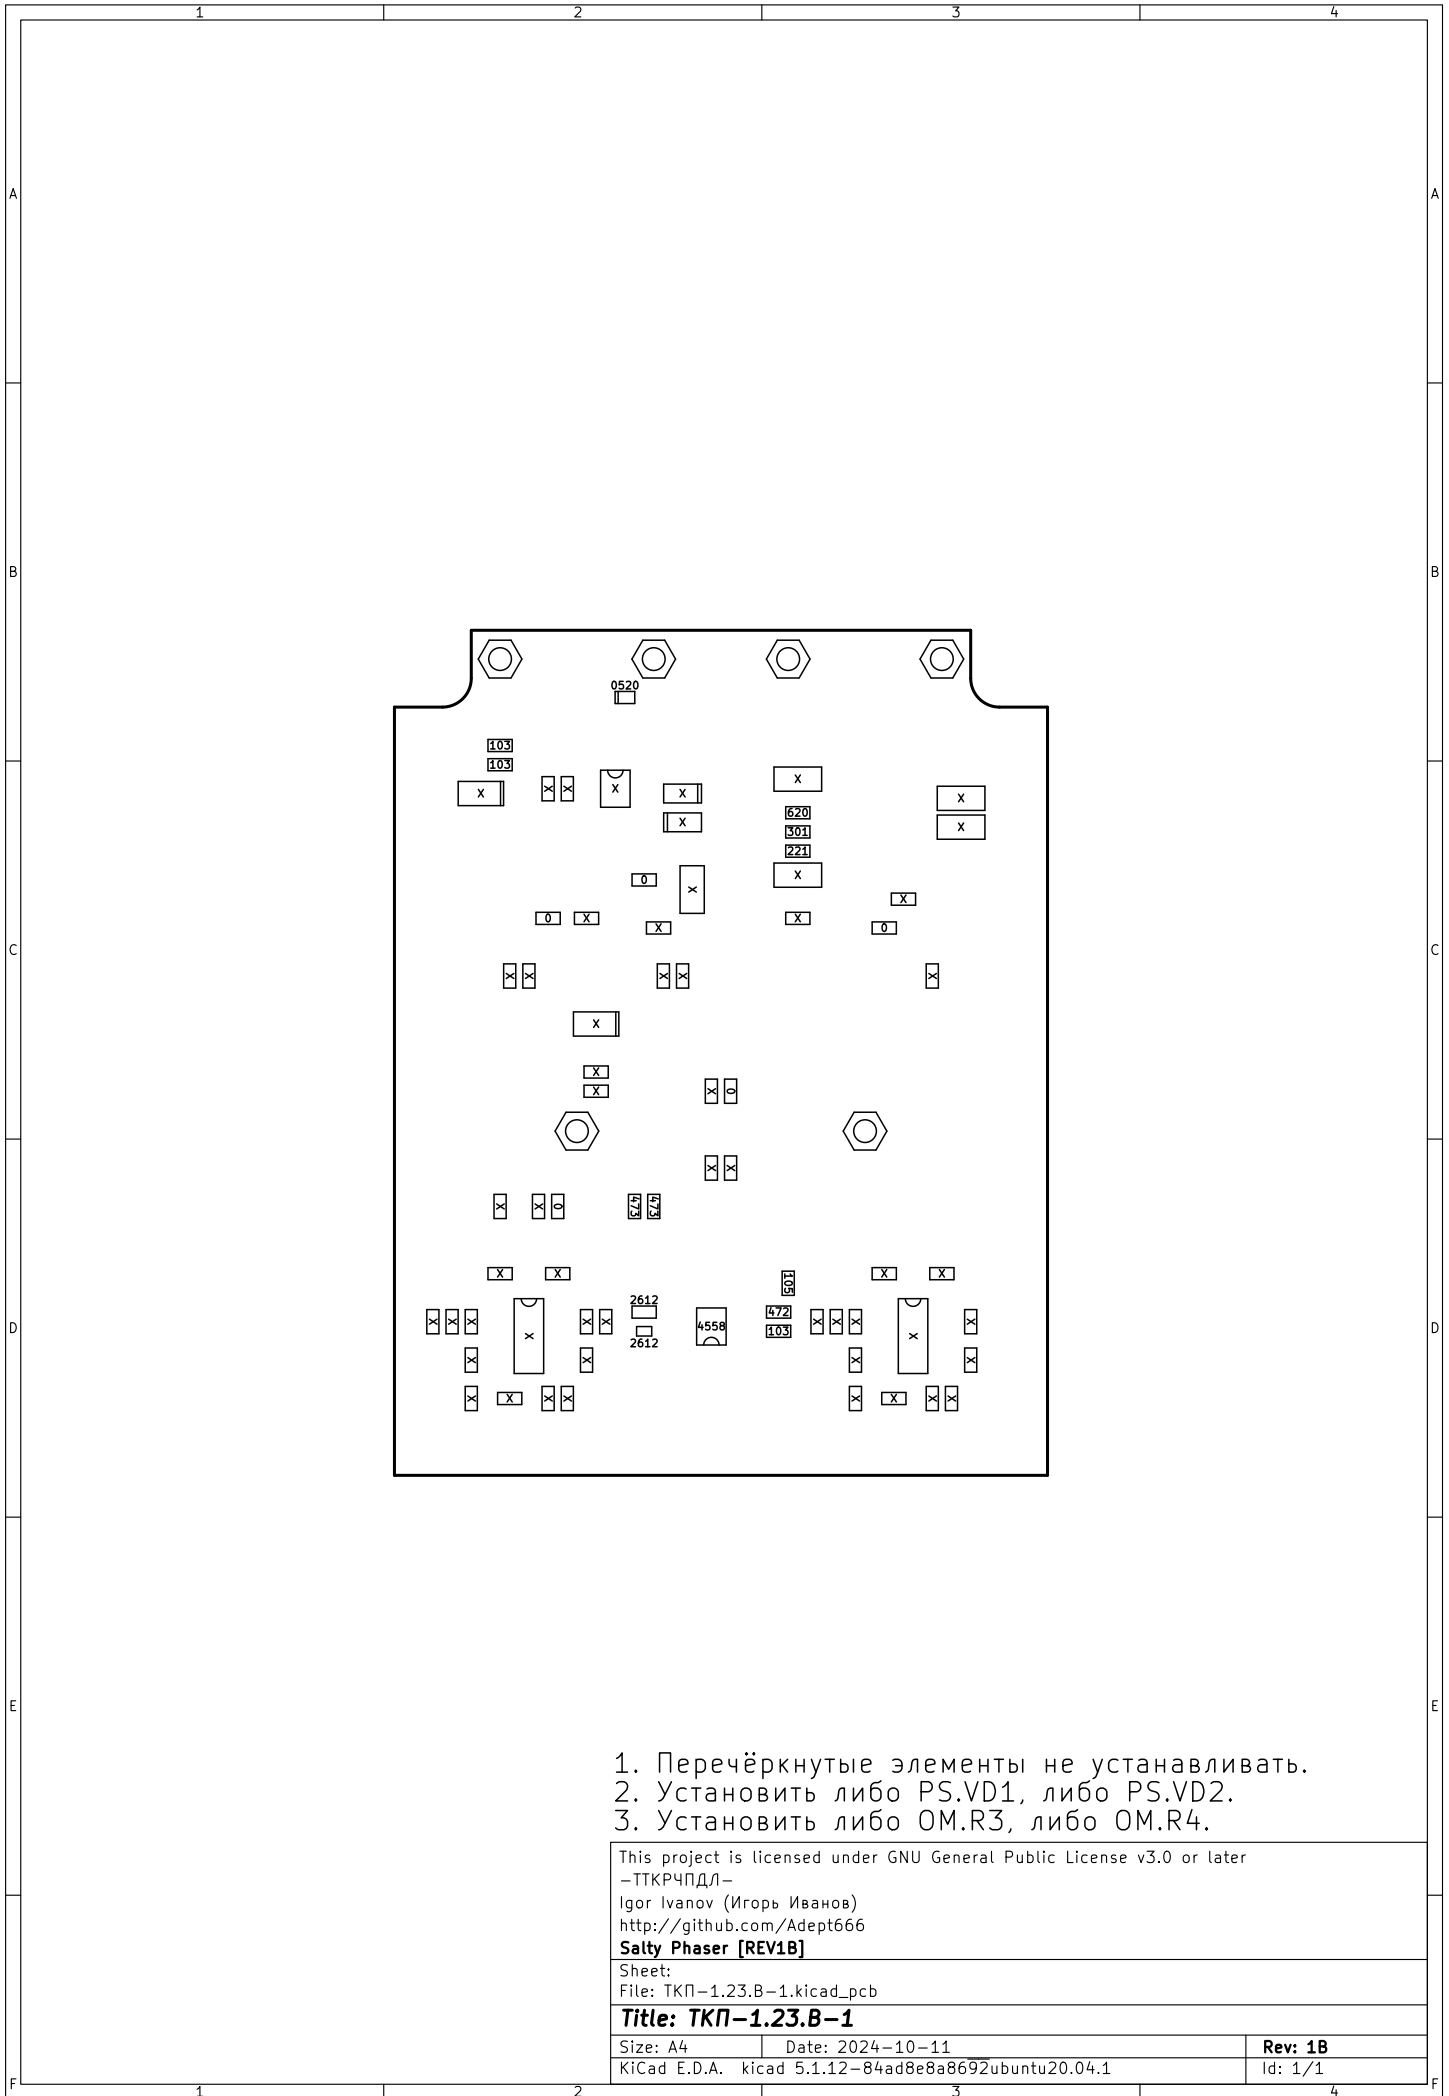 1 2 3 4
A A
B B
0520
103
103
X X X X X X
X X
620
301
221
0 X X
X
0 X X X 0
X X X X X
X
X
X X 0
X X
X X 0 473 473
X X 105 X X
2612 472
X X X X X X 4558 X X X X X
2612 103
X X X X
X X X X X X X X
C C
D D
E E
1. Перечёркнутые элементы не устанавливать.
2. Установить либо PS.VD1, либо PS.VD2.
3. Установить либо OM.R3, либо OM.R4.
This project is licensed under GNU General Public License v3.0 or later
–ТТКРЧПДЛ–
Igor Ivanov (Игорь Иванов)
http://github.com/Adept666
Salty Phaser [REV1B]
Sheet:
File: ТКП–1.23.В–1.kicad_pcb
Title: ТКП–1.23.В–1
Size: A4 Date: 2024–10–11 Rev: 1B
KiCad E.D.A. kicad 5.1.12–84ad8e8a8692ubuntu20.04.1 Id: 1/1
F F
1 2 3 4